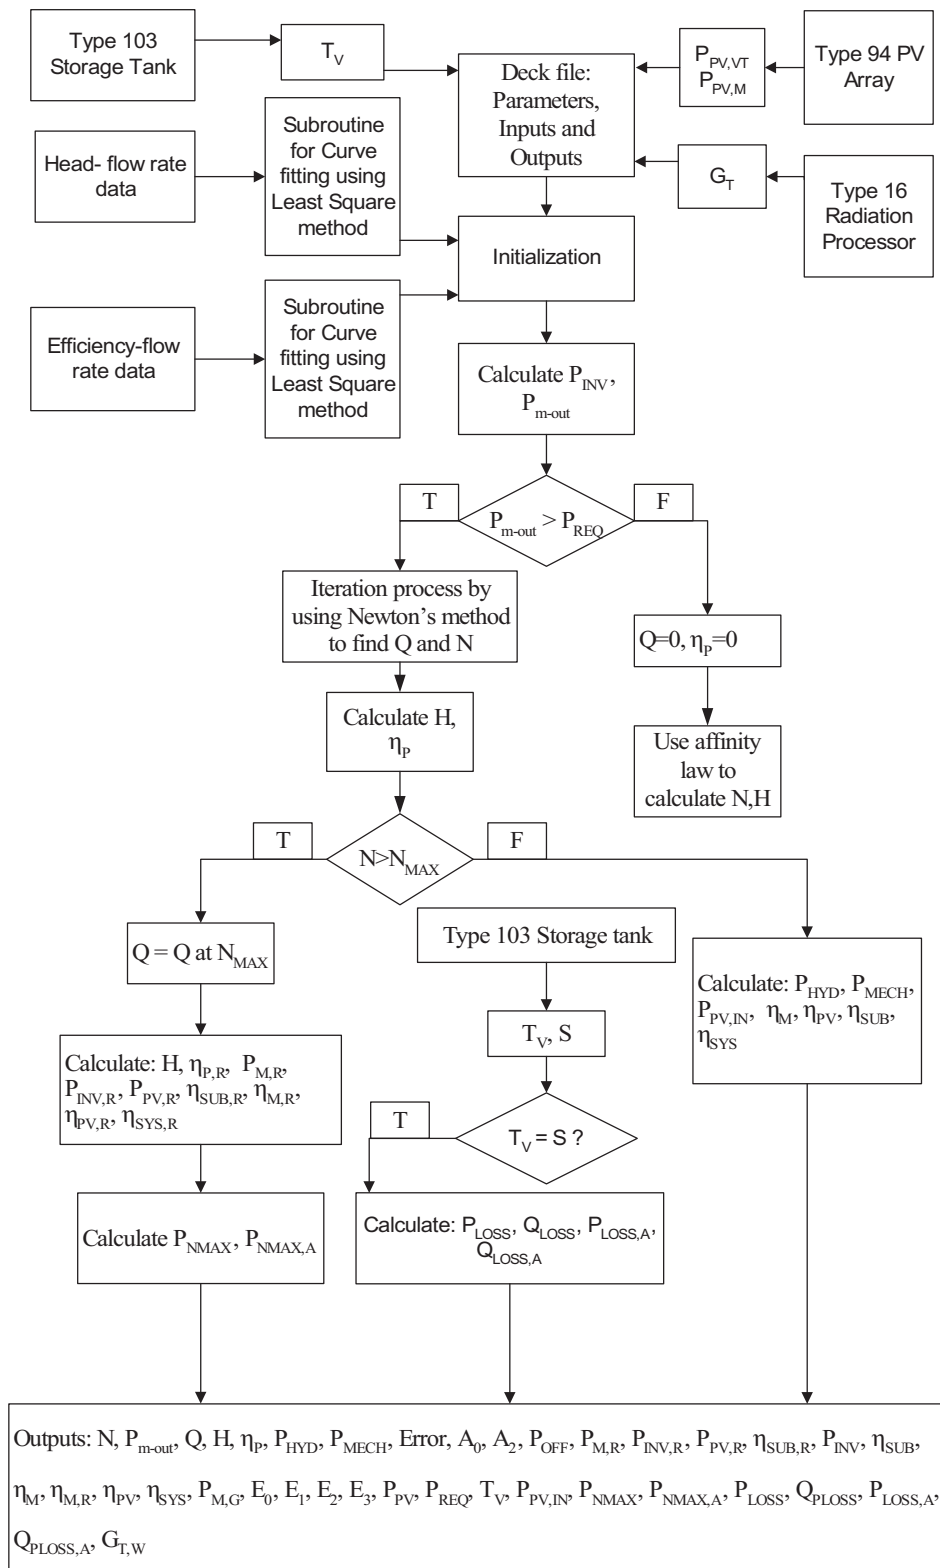 Type 103
Storage Tank
T_V
Deck file:
Parameters,
Inputs and
Outputs
P_PV,VT
P_PV,M
Type 94 PV
Array
Head- flow rate
data
Subroutine
for Curve
fitting using
Least Square
method
G_T
Type 16
Radiation
Processor
Initialization
Efficiency-flow
rate data
Subroutine
for Curve
fitting using
Least Square
method
Calculate P_INV,
P_m-out
T
P_m-out > P_REQ
F
Iteration process by
using Newton's method
to find Q and N
Q=0, η_P=0
Calculate H,
η_P
Use affinity
law to
calculate N,H
T
N>N_MAX
F
Q = Q at N_MAX
Type 103 Storage tank
Calculate: P_HYD, P_MECH,
P_PV,IN, η_M, η_PV, η_SUB,
η_SYS
T_V, S
Calculate: H, η_P,R, P_M,R,
P_INV,R, P_PV,R, η_SUB,R, η_M,R,
η_PV,R, η_SYS,R
T
T_V = S ?
Calculate P_NMAX, P_NMAX,A
Calculate: P_LOSS, Q_LOSS, P_LOSS,A,
Q_LOSS,A
Outputs: N, P_m-out, Q, H, η_P, P_HYD, P_MECH, Error, A_0, A_2, P_OFF, P_M,R, P_INV,R, P_PV,R, η_SUB,R, P_INV, η_SUB,
η_M, η_M,R, η_PV, η_SYS, P_M,G, E_0, E_1, E_2, E_3, P_PV, P_REQ, T_V, P_PV,IN, P_NMAX, P_NMAX,A, P_LOSS, Q_PLOSS, P_LOSS,A,
Q_PLOSS,A, G_T,W